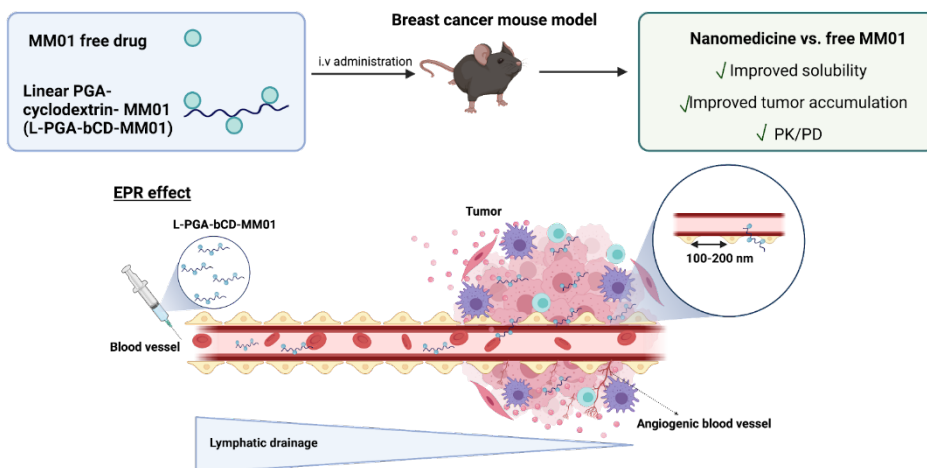 MM01 free drug
Linear PGA-
cyclodextrin- MM01
(L-PGA-bCD-MM01)
i.v administration
Breast cancer mouse model
Nanomedicine vs. free MM01
√ Improved solubility
√Improved tumor accumulation
√ PK/PD
EPR effect
L-PGA-bCD-MM01
Blood vessel
Tumor
100-200 nm
Angiogenic blood vessel
Lymphatic drainage